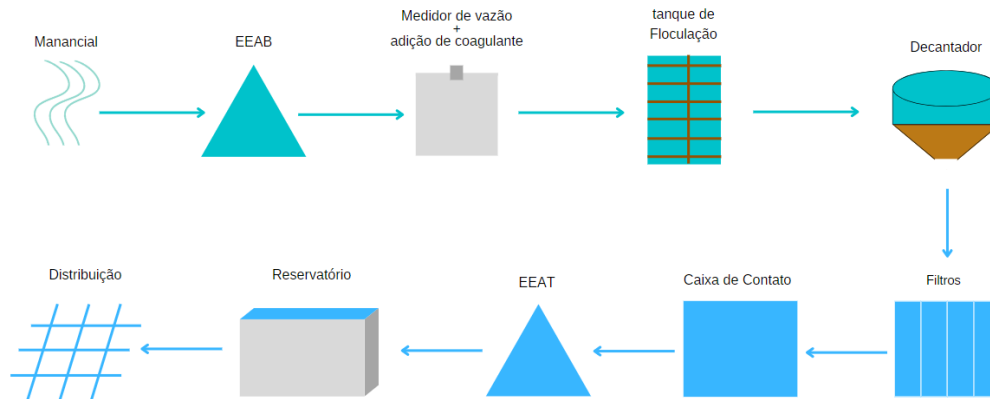 Manancial
EEAB
Medidor de vazão
+
adição de coagulante
tanque de
Floculação
Decantador
Distribuição
Reservatório
EEAT
Caixa de Contato
Filtros